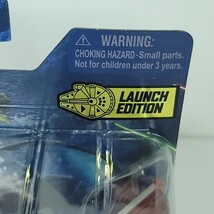 WARNING:
CHOKING HAZARD-Small parts.
Not for children under 3 years.
LAUNCH
EDITION